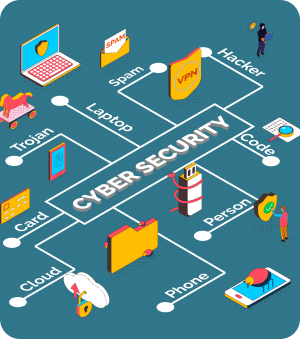 SPAM
Spam
VPN
Hacker
Laptop
Trojan
Code
CYBER SECURITY
Card
Person
Cloud
Phone